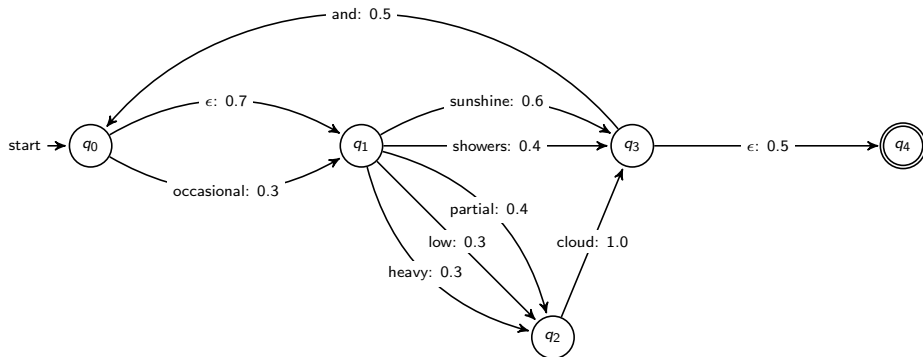 and: 0.5
ϵ: 0.7
sunshine: 0.6
start
q0
q1
showers: 0.4
q3
ϵ: 0.5
q4
occasional: 0.3
partial: 0.4
low: 0.3
cloud: 1.0
heavy: 0.3
q2